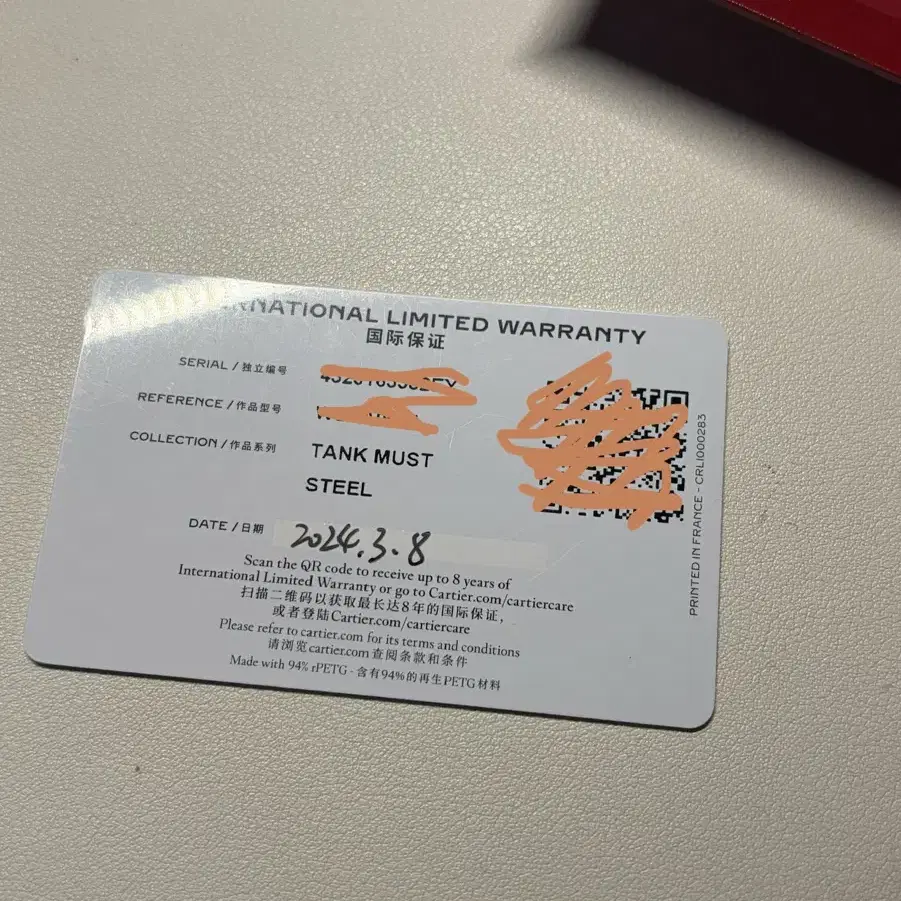 INTERNATIONAL LIMITED WARRANTY
国际保证
SERIAL / 独立编号
REFERENCE / 作品型号
COLLECTION / 作品系列 TANK MUST
STEEL
DATE / 日期 2024.3.8
Scan the QR code to receive up to 8 years of
International Limited Warranty or go to Cartier.com/cartiercare
扫描二维码以获取最长达8年的国际保证，
或者登陆Cartier.com/cartiercare
Please refer to cartier.com for its terms and conditions
请浏览cartier.com查阅条款和条件
Made with 94% rPETG - 含有94%的再生PETG材料
PRINTED IN FRANCE - CRLI000283